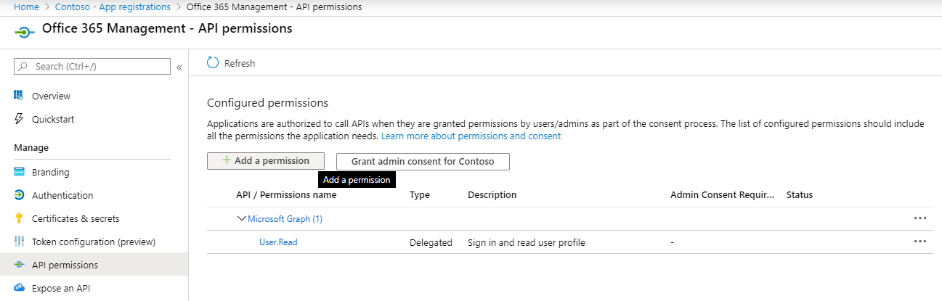 Home > Contoso - App registrations > Office 365 Management - API permissions
Office 365 Management - API permissions
Search (Ctrl+/)
«
Overview
Quickstart
Manage
Branding
Authentication
Certificates & secrets
Token configuration (preview)
API permissions
Expose an API
Refresh
Configured permissions
Applications are authorized to call APIs when they are granted permissions by users/admins as part of the consent process. The list of configured permissions should include
all the permissions the application needs. Learn more about permissions and consent
+ Add a permission Grant admin consent for Contoso
Add a permission
API / Permissions name Type Description Admin Consent Requir... Status
Microsoft Graph (1) ...
User.Read Delegated Sign in and read user profile - ...